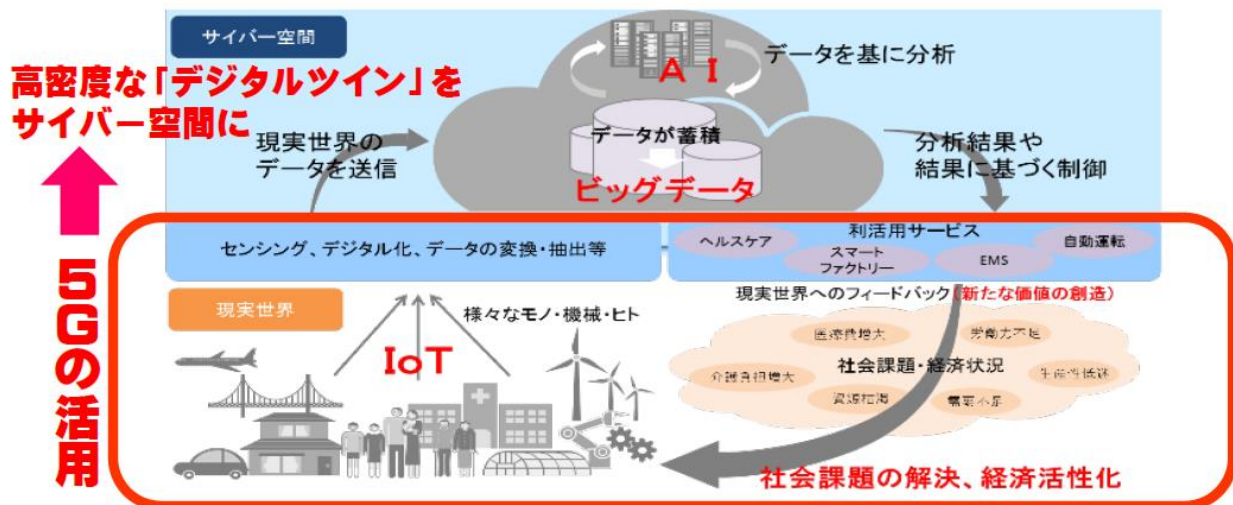 サイバー空間
高密度な「デジタルツイン」を
サイバー空間に
AI
データを基に分析
現実世界の
データを送信
データが蓄積
ビッグデータ
分析結果や
結果に基づく制御
5Gの活用
センシング、デジタル化、データの変換・抽出等
利活用サービス
ヘルスケア
スマート
ファクトリー
EMS
自動運転
現実世界
様々なモノ・機械・ヒト
IoT
現実世界へのフィードバック(新たな価値の創造)
医療費増大
労働力不足
介護負担増大
社会課題・経済状況
生産性低迷
資源枯渇
需要不足
社会課題の解決、経済活性化